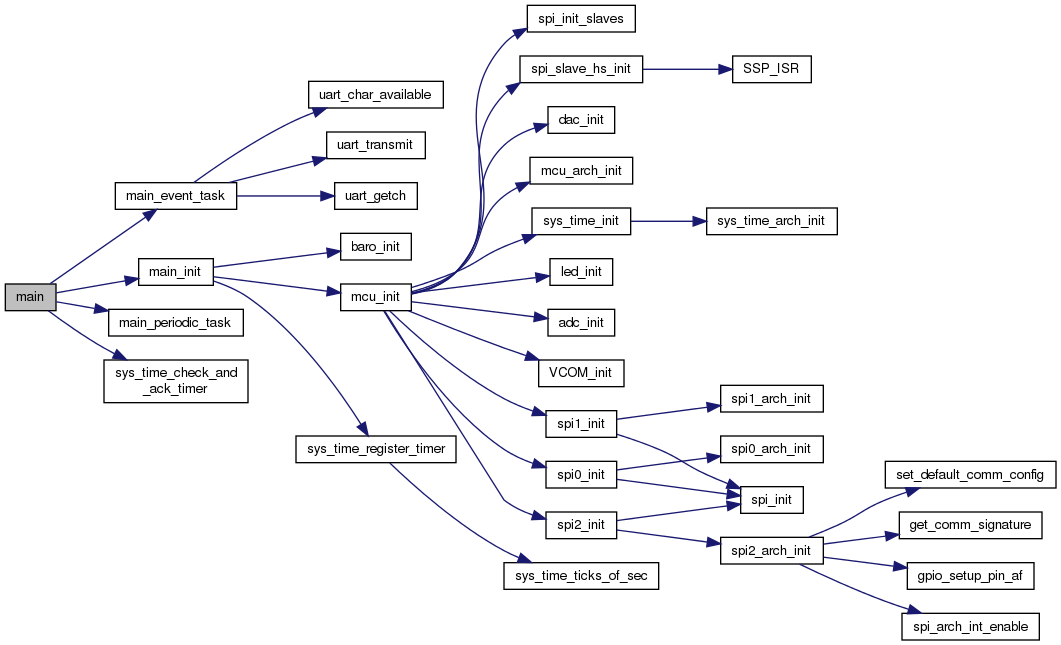 main
main_event_task
main_init
main_periodic_task
sys_time_check_and
_ack_timer
uart_char_available
uart_transmit
uart_getch
baro_init
mcu_init
sys_time_register_timer
spi_init_slaves
spi_slave_hs_init
dac_init
mcu_arch_init
sys_time_init
led_init
adc_init
VCOM_init
spi1_init
spi0_init
spi2_init
sys_time_ticks_of_sec
SSP_ISR
sys_time_arch_init
spi1_arch_init
spi0_arch_init
spi_init
spi2_arch_init
set_default_comm_config
get_comm_signature
gpio_setup_pin_af
spi_arch_int_enable